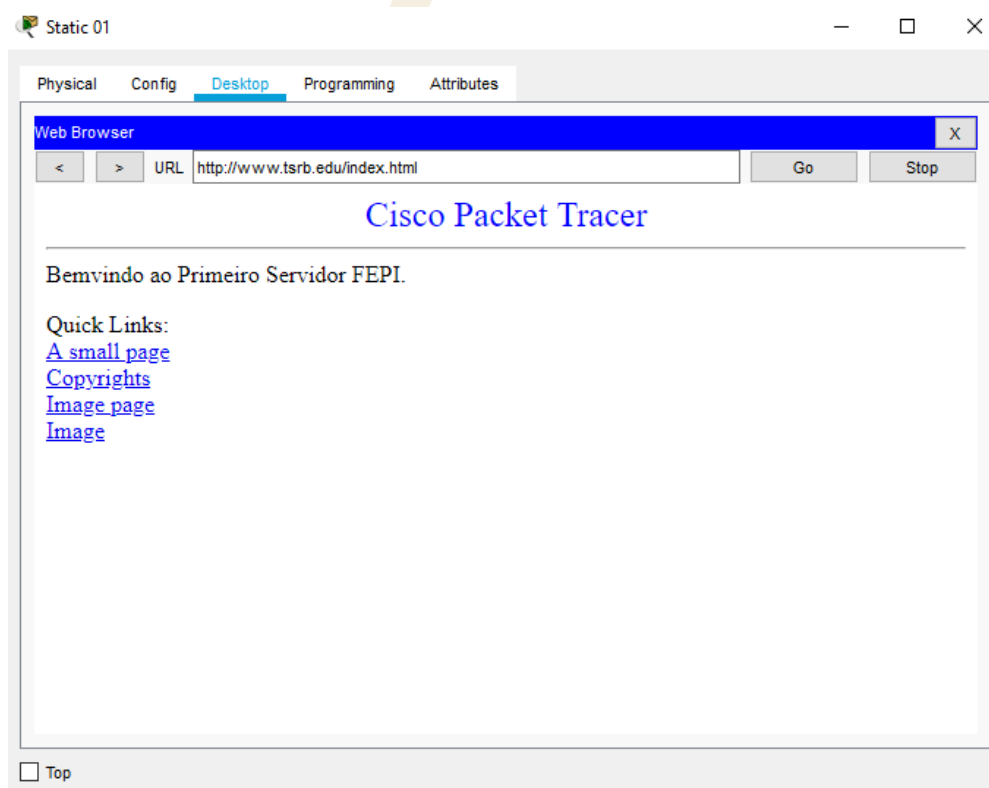 Static 01
Physical Config Desktop Programming Attributes
Web Browser X
< > URL http://www.tsrb.edu/index.html Go Stop
Cisco Packet Tracer
Bemvindo ao Primeiro Servidor FEPI.
Quick Links:
A small page
Copyrights
Image page
Image
Top